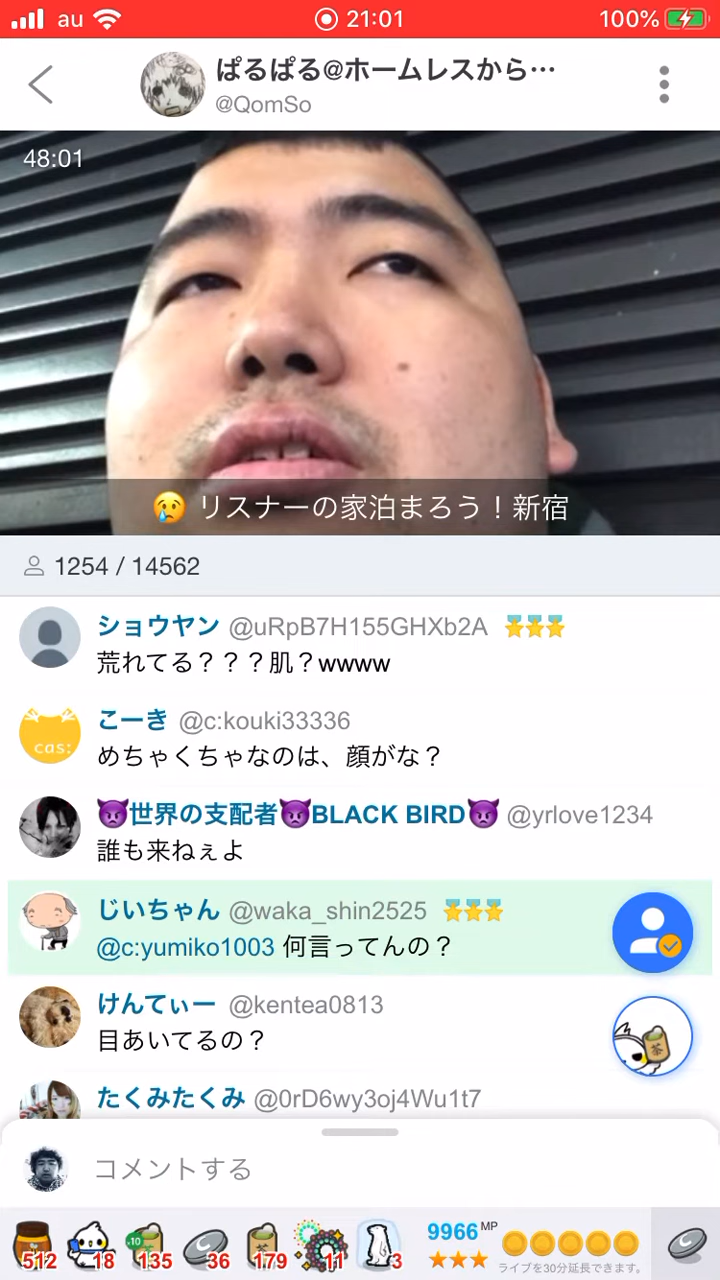 au 21:01 100%
ぱるぱる@ホームレスから…
@QomSo
48:01
😢 リスナーの家泊まろう！新宿
1254 / 14562
ショウヤン @uRpB7H155GHXb2A
荒れてる？？？肌？wwww
こーき @c:kouki33336
cas:
めちゃくちゃなのは、顔がな？
👿世界の支配者👿BLACK BIRD👿 @yrlove1234
誰も来ねぇよ
じいちゃん @waka_shin2525
@c:yumiko1003 何言ってんの？
けんてぃー @kentea0813
目あいてるの？
茶
たくみたくみ @0rD6wy3oj4Wu1t7
コメントする
512 18 10 135 36 茶 179 11 3 9966 MP
ライブを30分延長できます。